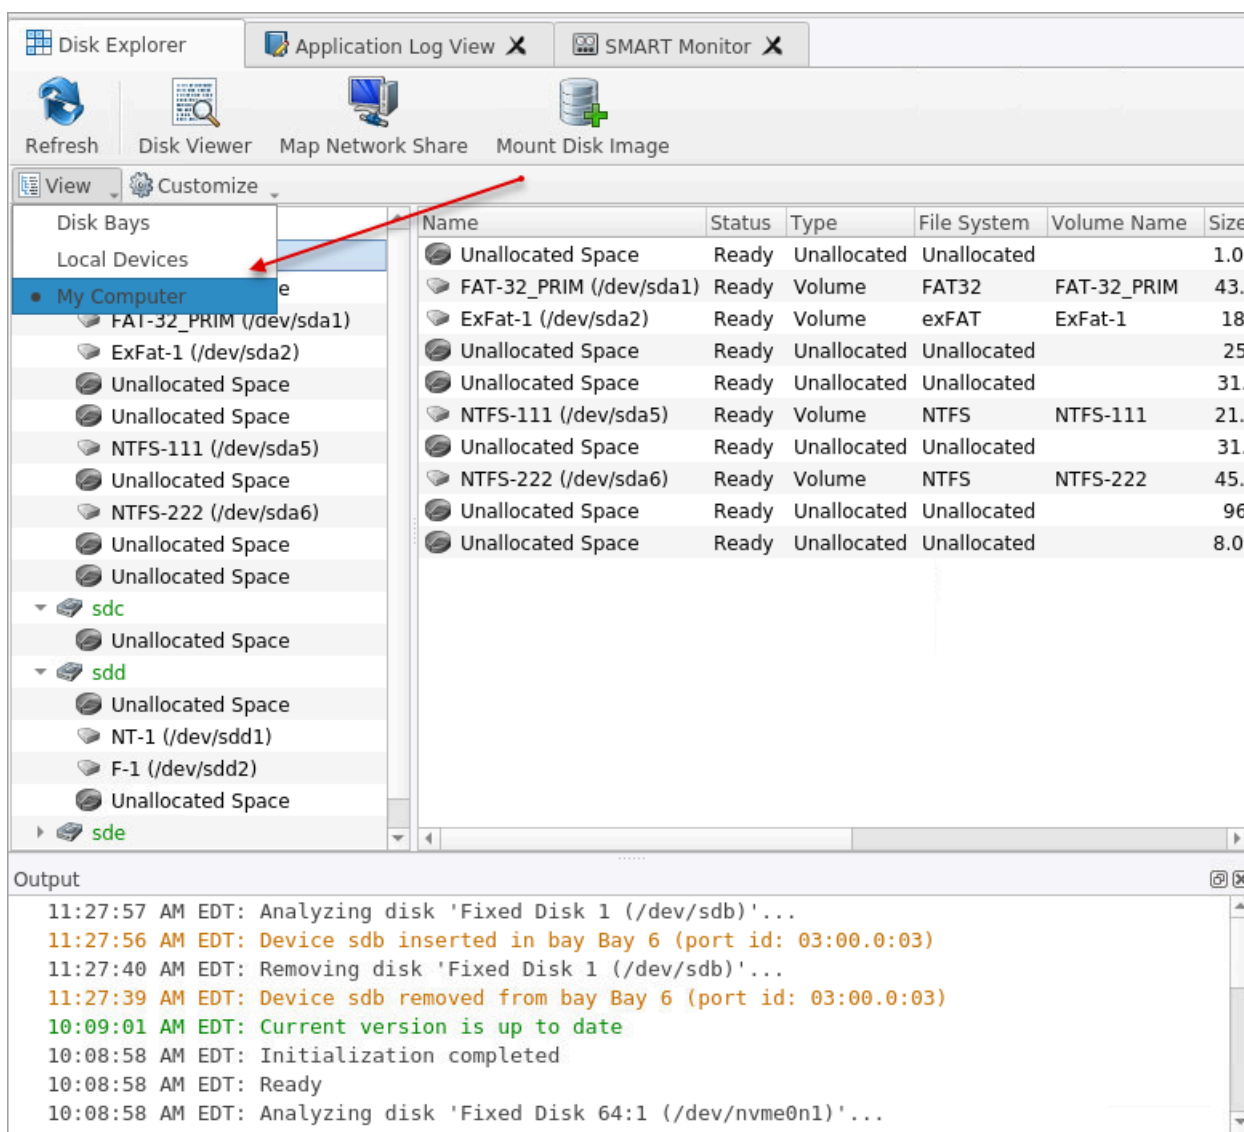 Disk Explorer
Application Log View
SMART Monitor
Refresh
Disk Viewer
Map Network Share
Mount Disk Image
View
Customize
Disk Bays
Local Devices
My Computer
e
FAT-32_PRIM (/dev/sda1)
ExFat-1 (/dev/sda2)
Unallocated Space
Unallocated Space
NTFS-111 (/dev/sda5)
Unallocated Space
NTFS-222 (/dev/sda6)
Unallocated Space
Unallocated Space
sdc
Unallocated Space
sdd
Unallocated Space
NT-1 (/dev/sdd1)
F-1 (/dev/sdd2)
Unallocated Space
sde
Name Status Type File System Volume Name Size
Unallocated Space Ready Unallocated Unallocated 1.0
FAT-32_PRIM (/dev/sda1) Ready Volume FAT32 FAT-32_PRIM 43.
ExFat-1 (/dev/sda2) Ready Volume exFAT ExFat-1 18
Unallocated Space Ready Unallocated Unallocated 25
Unallocated Space Ready Unallocated Unallocated 31.
NTFS-111 (/dev/sda5) Ready Volume NTFS NTFS-111 21.
Unallocated Space Ready Unallocated Unallocated 31.
NTFS-222 (/dev/sda6) Ready Volume NTFS NTFS-222 45.
Unallocated Space Ready Unallocated Unallocated 96
Unallocated Space Ready Unallocated Unallocated 8.0
Output
11:27:57 AM EDT: Analyzing disk 'Fixed Disk 1 (/dev/sdb)'...
11:27:56 AM EDT: Device sdb inserted in bay Bay 6 (port id: 03:00.0:03)
11:27:40 AM EDT: Removing disk 'Fixed Disk 1 (/dev/sdb)'...
11:27:39 AM EDT: Device sdb removed from bay Bay 6 (port id: 03:00.0:03)
10:09:01 AM EDT: Current version is up to date
10:08:58 AM EDT: Initialization completed
10:08:58 AM EDT: Ready
10:08:58 AM EDT: Analyzing disk 'Fixed Disk 64:1 (/dev/nvme0n1)'...